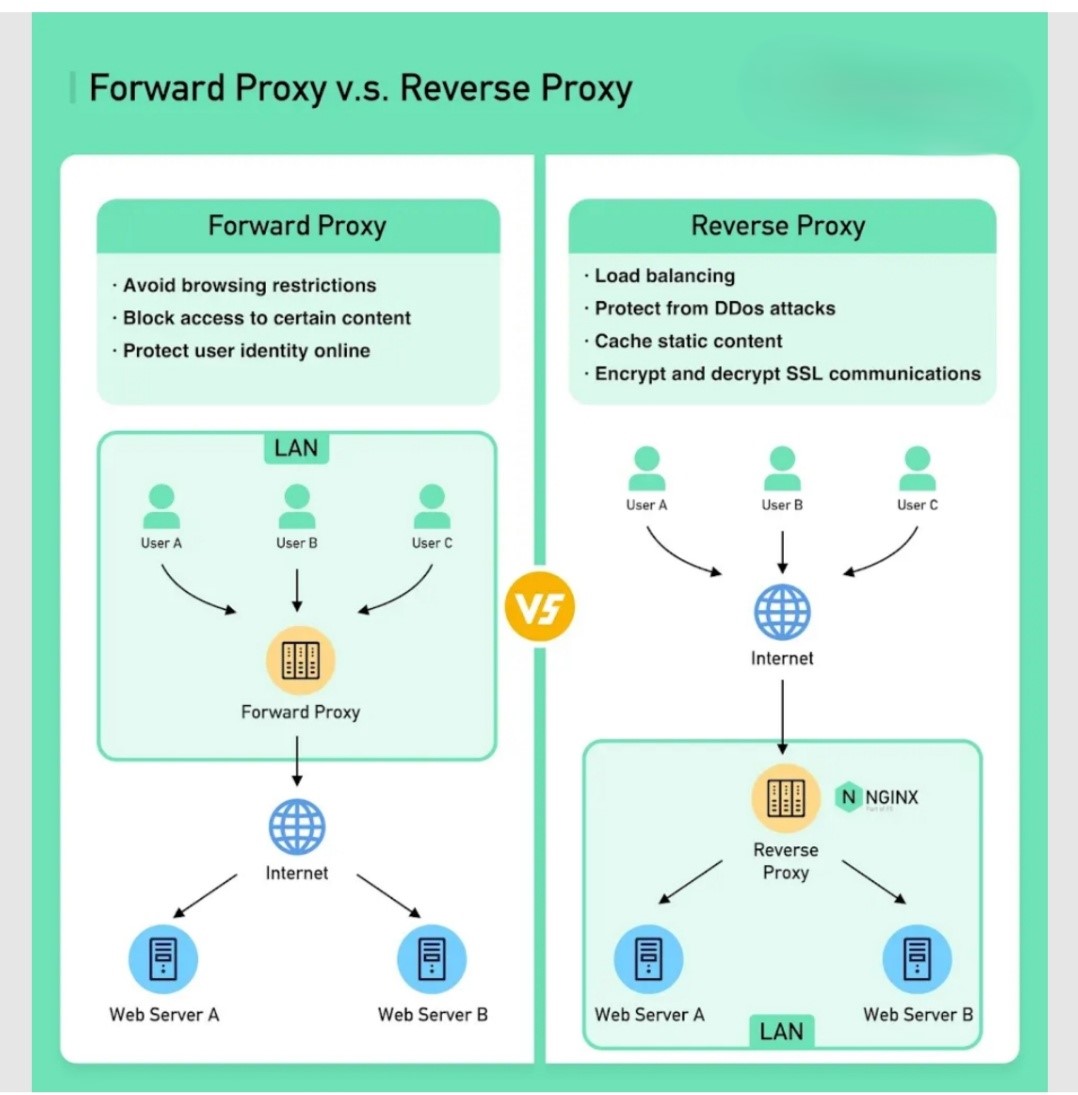 Forward Proxy v.s. Reverse Proxy
Forward Proxy
· Avoid browsing restrictions
· Block access to certain content
· Protect user identity online
LAN
User A
User B
User C
Forward Proxy
Internet
Web Server A
Web Server B
VS
Reverse Proxy
· Load balancing
· Protect from DDos attacks
· Cache static content
· Encrypt and decrypt SSL communications
User A
User B
User C
Internet
N NGINX
Reverse
Proxy
Web Server A
Web Server B
LAN